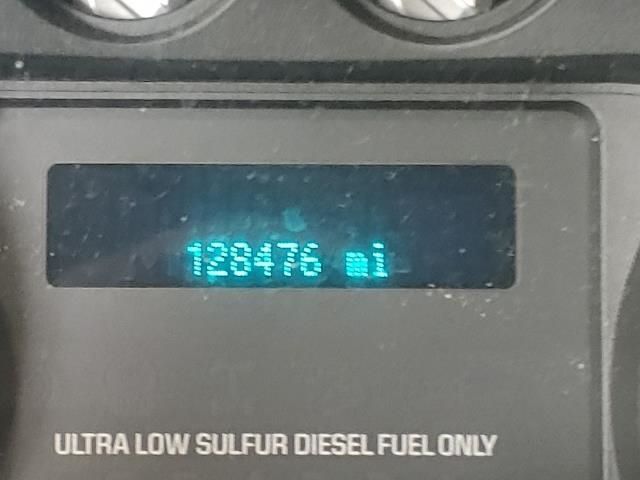 128476 mi
ULTRA LOW SULFUR DIESEL FUEL ONLY